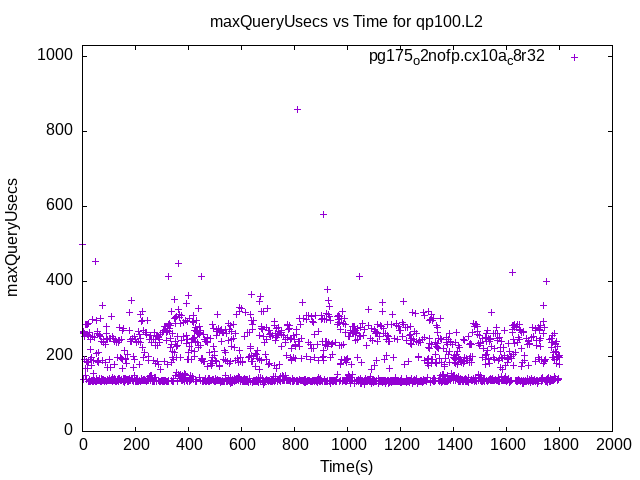 maxQueryUsecs vs Time for qp100.L2
pg175o2nofp.cx10ac8r32
maxQueryUsecs
1000
800
600
400
200
0
0 200 400 600 800 1000 1200 1400 1600 1800 2000
Time(s)